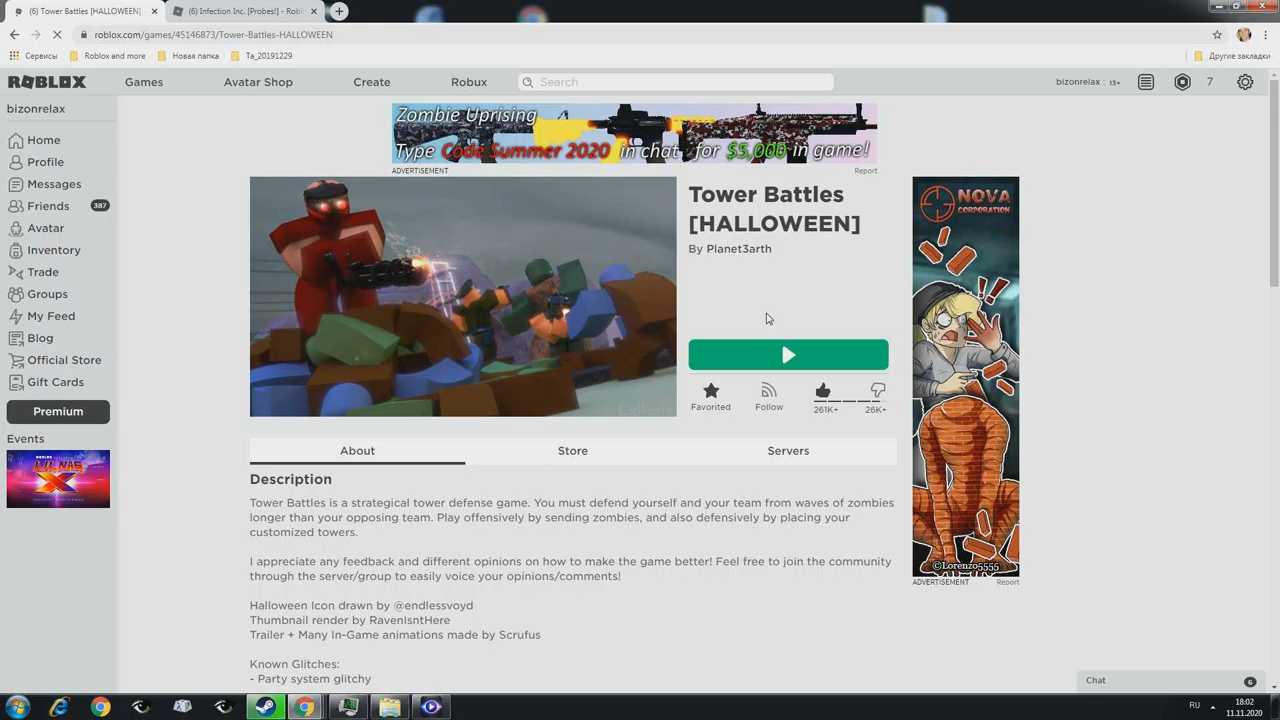 (6) Tower Battles [HALLOWEEN]
(6) Infection Inc. [Probes!] - Robl
roblox.com/games/45146873/Tower-Battles-HALLOWEEN
Сервисы
Roblox and more
Новая папка
Ta_20191229
Другие закладки
ROBLOX
Games
Avatar Shop
Create
Robux
Search
bizonrelax : 13+
7
bizonrelax
Home
Profile
Messages
Friends
387
Avatar
Inventory
Trade
Groups
My Feed
Blog
Official Store
Gift Cards
Premium
Events
ROBLOX
LIL NAS
X
Zombie Uprising
Type Code Summer 2020 in chat for $5,000 in game!
ADVERTISEMENT
Report
Tower Battles
[HALLOWEEN]
By Planet3arth
Favorited
Follow
261K+
26K+
NOVA
CORPORATION
©Lorenzo5555
ADVERTISEMENT
Report
About
Store
Servers
Description
Tower Battles is a strategical tower defense game. You must defend yourself and your team from waves of zombies
longer than your opposing team. Play offensively by sending zombies, and also defensively by placing your
customized towers.
I appreciate any feedback and different opinions on how to make the game better! Feel free to join the community
through the server/group to easily voice your opinions/comments!
Halloween Icon drawn by @endlessvoyd
Thumbnail render by RavenIsntHere
Trailer + Many In-Game animations made by Scrufus
Known Glitches:
- Party system glitchy
Chat
6
RU
18:02
11.11.2020